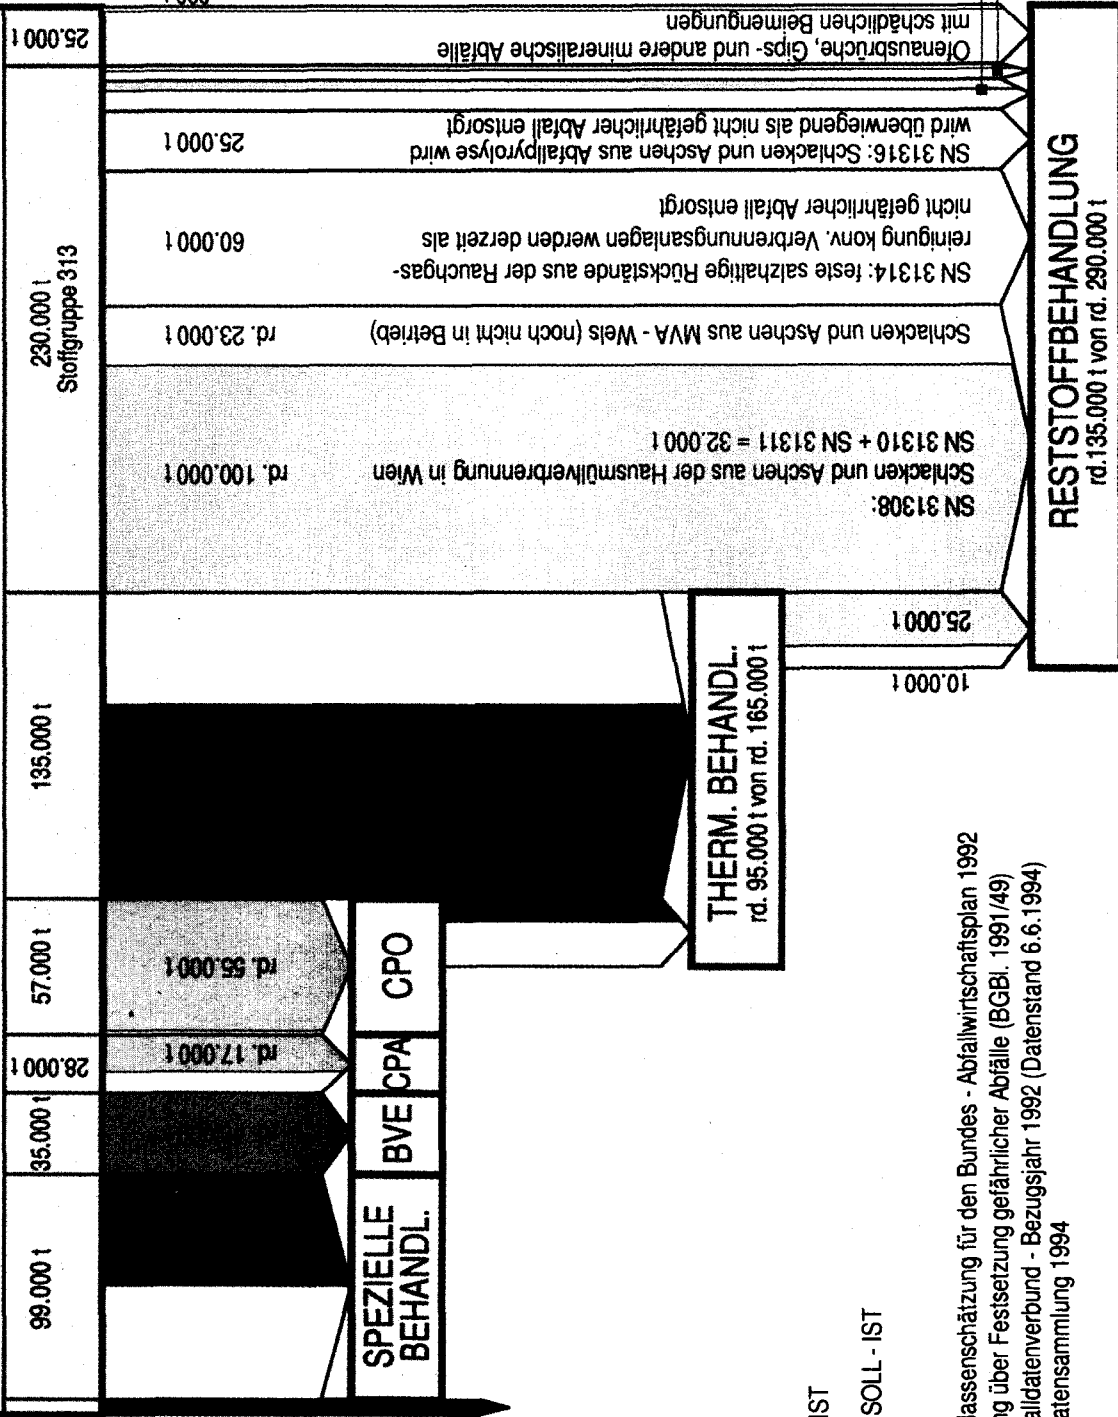 99.000 t
35.000 t
28.000 t
57.000 t
135.000 t
230.000 t
Stoffgruppe 313
25.000 t
rd. 17.000 t
rd. 55.000 t
SPEZIELLE
BEHANDL.
BVE
CPA
CPO
THERM. BEHANDL.
rd. 95.000 t von rd. 165.000 t
10.000 t
25.000 t
SN 31308:
Schlacken und Aschen aus der Hausmüllverbrennung in Wien
rd. 100.000 t
SN 31310 + SN 31311 = 32.000 t
Schlacken und Aschen aus MVA - Wels (noch nicht in Betrieb)
rd. 23.000 t
SN 31314: feste salzhaltige Rückstände aus der Rauchgas-
reinigung konv. Verbrennungsanlagen werden derzeit als
nicht gefährlicher Abfall entsorgt
60.000 t
SN 31316: Schlacken und Aschen aus Abfallpyrolyse wird
wird überwiegend als nicht gefährlicher Abfall entsorgt
25.000 t
Ofenausbrüche, Gips- und andere mineralische Abfälle
mit schädlichen Beimengungen
RESTSTOFFBEHANDLUNG
rd.135.000 t von rd. 290.000 t
IST
SOLL - IST
assenschätzung für den Bundes - Abfallwirtschaftsplan 1992
ng über Festsetzung gefährlicher Abfälle (BGBl. 1991/49)
alldatenverbund - Bezugsjahr 1992 (Datenstand 6.6.1994)
atensammlung 1994